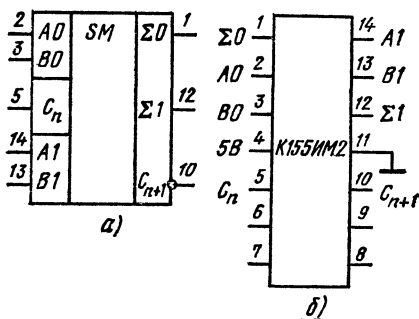 2 A0 SM Σ0 1
3 B0
5 Cn Σ1 12
14 A1
13 B1 Cn+1 10
а)
Σ0 1 14 A1
A0 2 13 B1
B0 3 12 Σ1
5В 4 К155ИМ2 11
Cn 5 10 Cn+1
6 9
7 8
б)